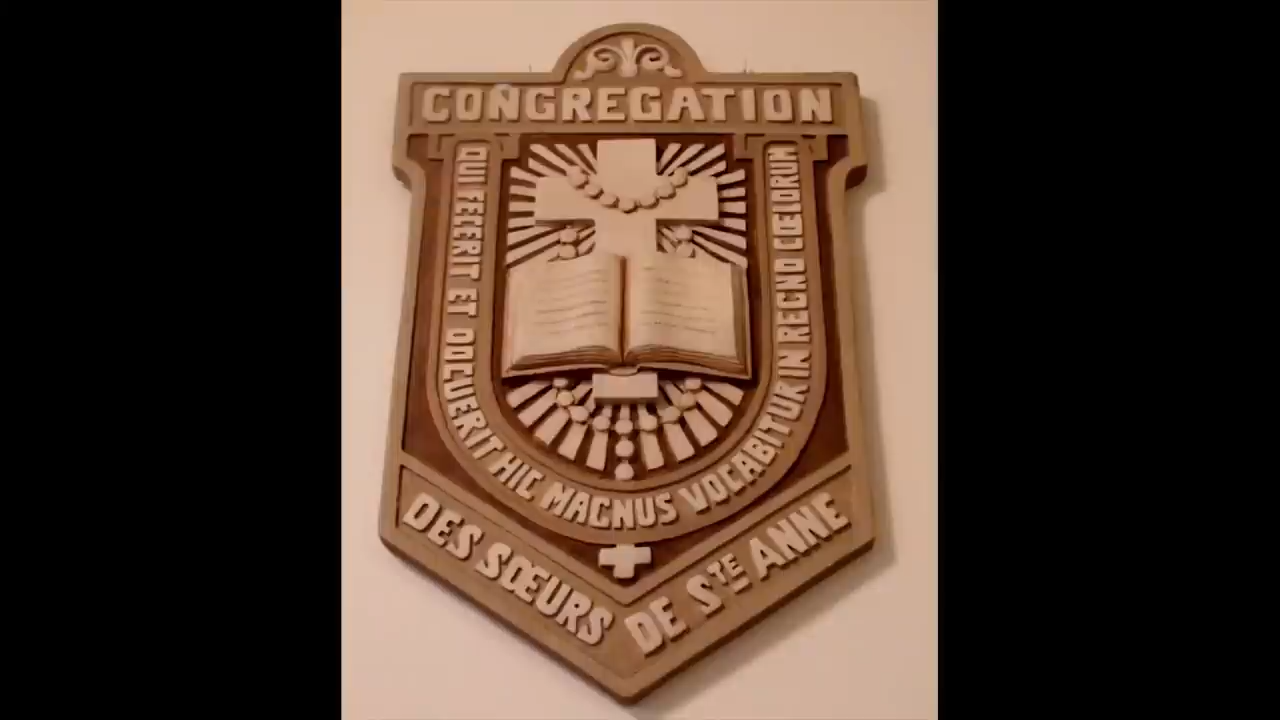 CONGREGATION
QUI FECERIT ET DOCUERIT HIC MAGNUS VOCABITUR IN REGNO CŒLORUM
DES SŒURS DE STE ANNE